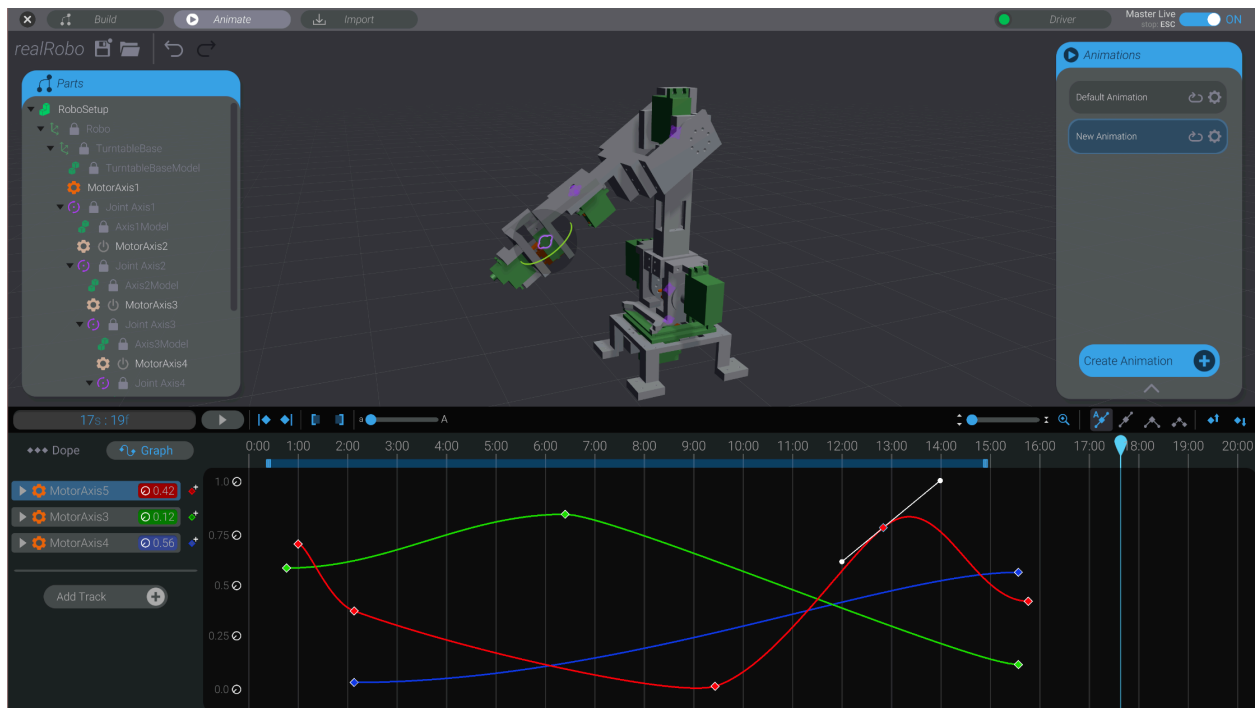 Build
Animate
Import
Driver
Master Live
stop: ESC
ON
realRobo
Parts
RoboSetup
Robo
TurntableBase
TurntableBaseModel
MotorAxis1
Joint Axis1
Axis1Model
MotorAxis2
Joint Axis2
Axis2Model
MotorAxis3
Joint Axis3
Axis3Model
MotorAxis4
Joint Axis4
Animations
Default Animation
New Animation
Create Animation
17s : 19f
a
A
A
Dope
Graph
0:00 1:00 2:00 3:00 4:00 5:00 6:00 7:00 8:00 9:00 10:00 11:00 12:00 13:00 14:00 15:00 16:00 17:00 18:00 19:00 20:00
MotorAxis5 0.42
MotorAxis3 0.12
MotorAxis4 0.56
Add Track
1.0
0.75
0.5
0.25
0.0